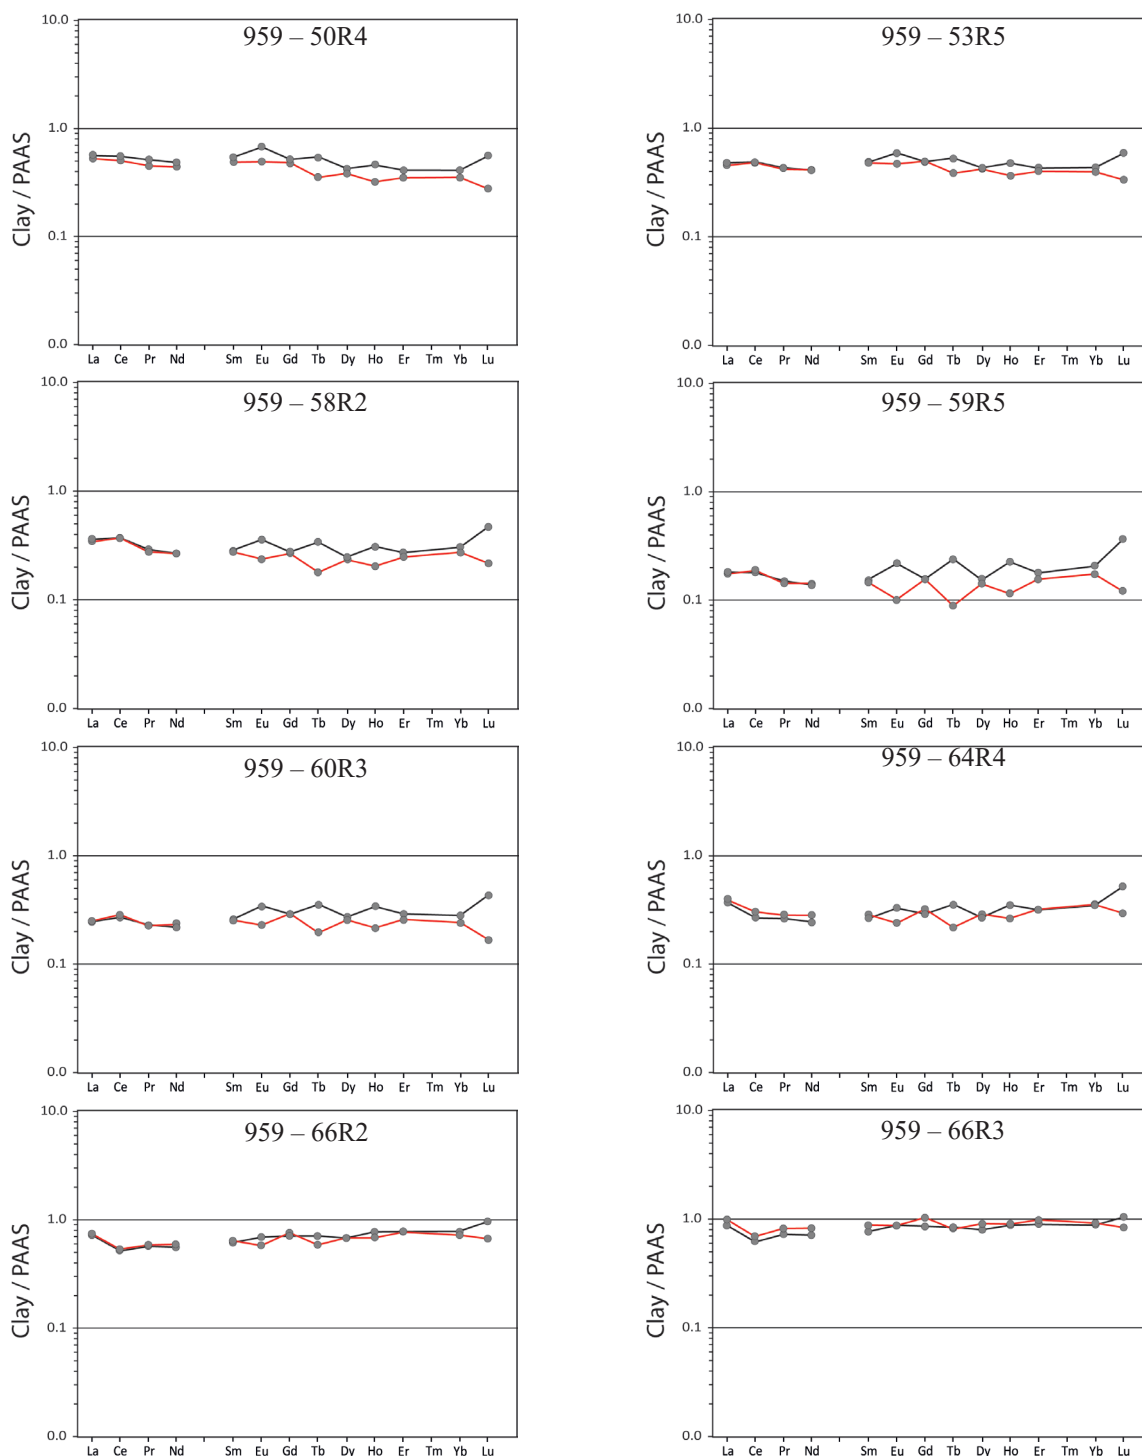 959 – 50R4
10.0
1.0
0.1
0.0
Clay / PAAS
La Ce Pr Nd Sm Eu Gd Tb Dy Ho Er Tm Yb Lu
959 – 53R5
10.0
1.0
0.1
0.0
Clay / PAAS
La Ce Pr Nd Sm Eu Gd Tb Dy Ho Er Tm Yb Lu
959 – 58R2
10.0
1.0
0.1
0.0
Clay / PAAS
La Ce Pr Nd Sm Eu Gd Tb Dy Ho Er Tm Yb Lu
959 – 59R5
10.0
1.0
0.1
0.0
Clay / PAAS
La Ce Pr Nd Sm Eu Gd Tb Dy Ho Er Tm Yb Lu
959 – 60R3
10.0
1.0
0.1
0.0
Clay / PAAS
La Ce Pr Nd Sm Eu Gd Tb Dy Ho Er Tm Yb Lu
959 – 64R4
10.0
1.0
0.1
0.0
Clay / PAAS
La Ce Pr Nd Sm Eu Gd Tb Dy Ho Er Tm Yb Lu
959 – 66R2
10.0
1.0
0.1
0.0
Clay / PAAS
La Ce Pr Nd Sm Eu Gd Tb Dy Ho Er Tm Yb Lu
959 – 66R3
10.0
1.0
0.1
0.0
Clay / PAAS
La Ce Pr Nd Sm Eu Gd Tb Dy Ho Er Tm Yb Lu